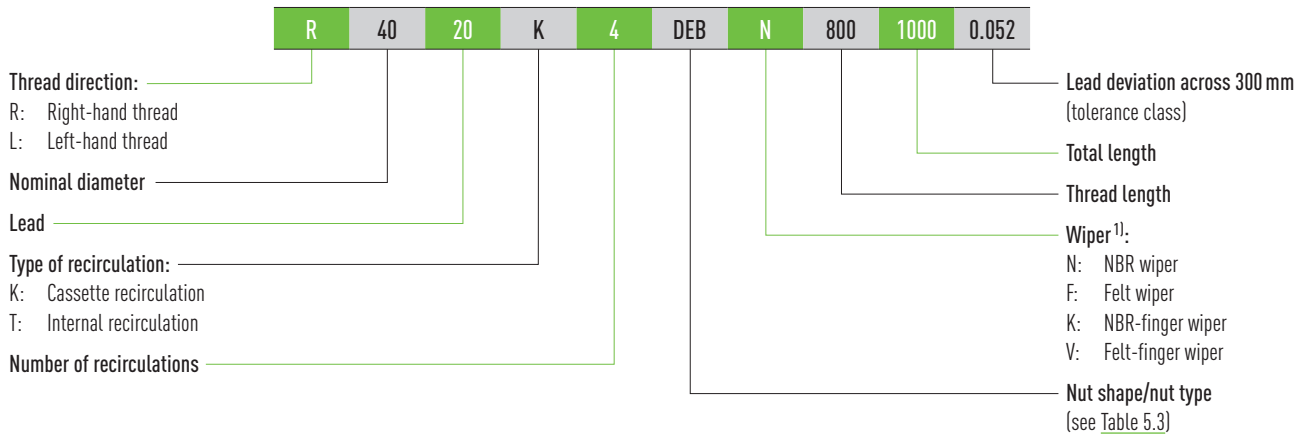 R 40 20 K 4 DEB N 800 1000 0.052
Thread direction:
R: Right-hand thread
L: Left-hand thread
Nominal diameter
Lead
Type of recirculation:
K: Cassette recirculation
T: Internal recirculation
Number of recirculations
Lead deviation across 300 mm
(tolerance class)
Total length
Thread length
Wiper 1):
N: NBR wiper
F: Felt wiper
K: NBR-finger wiper
V: Felt-finger wiper
Nut shape/nut type
(see Table 5.3)